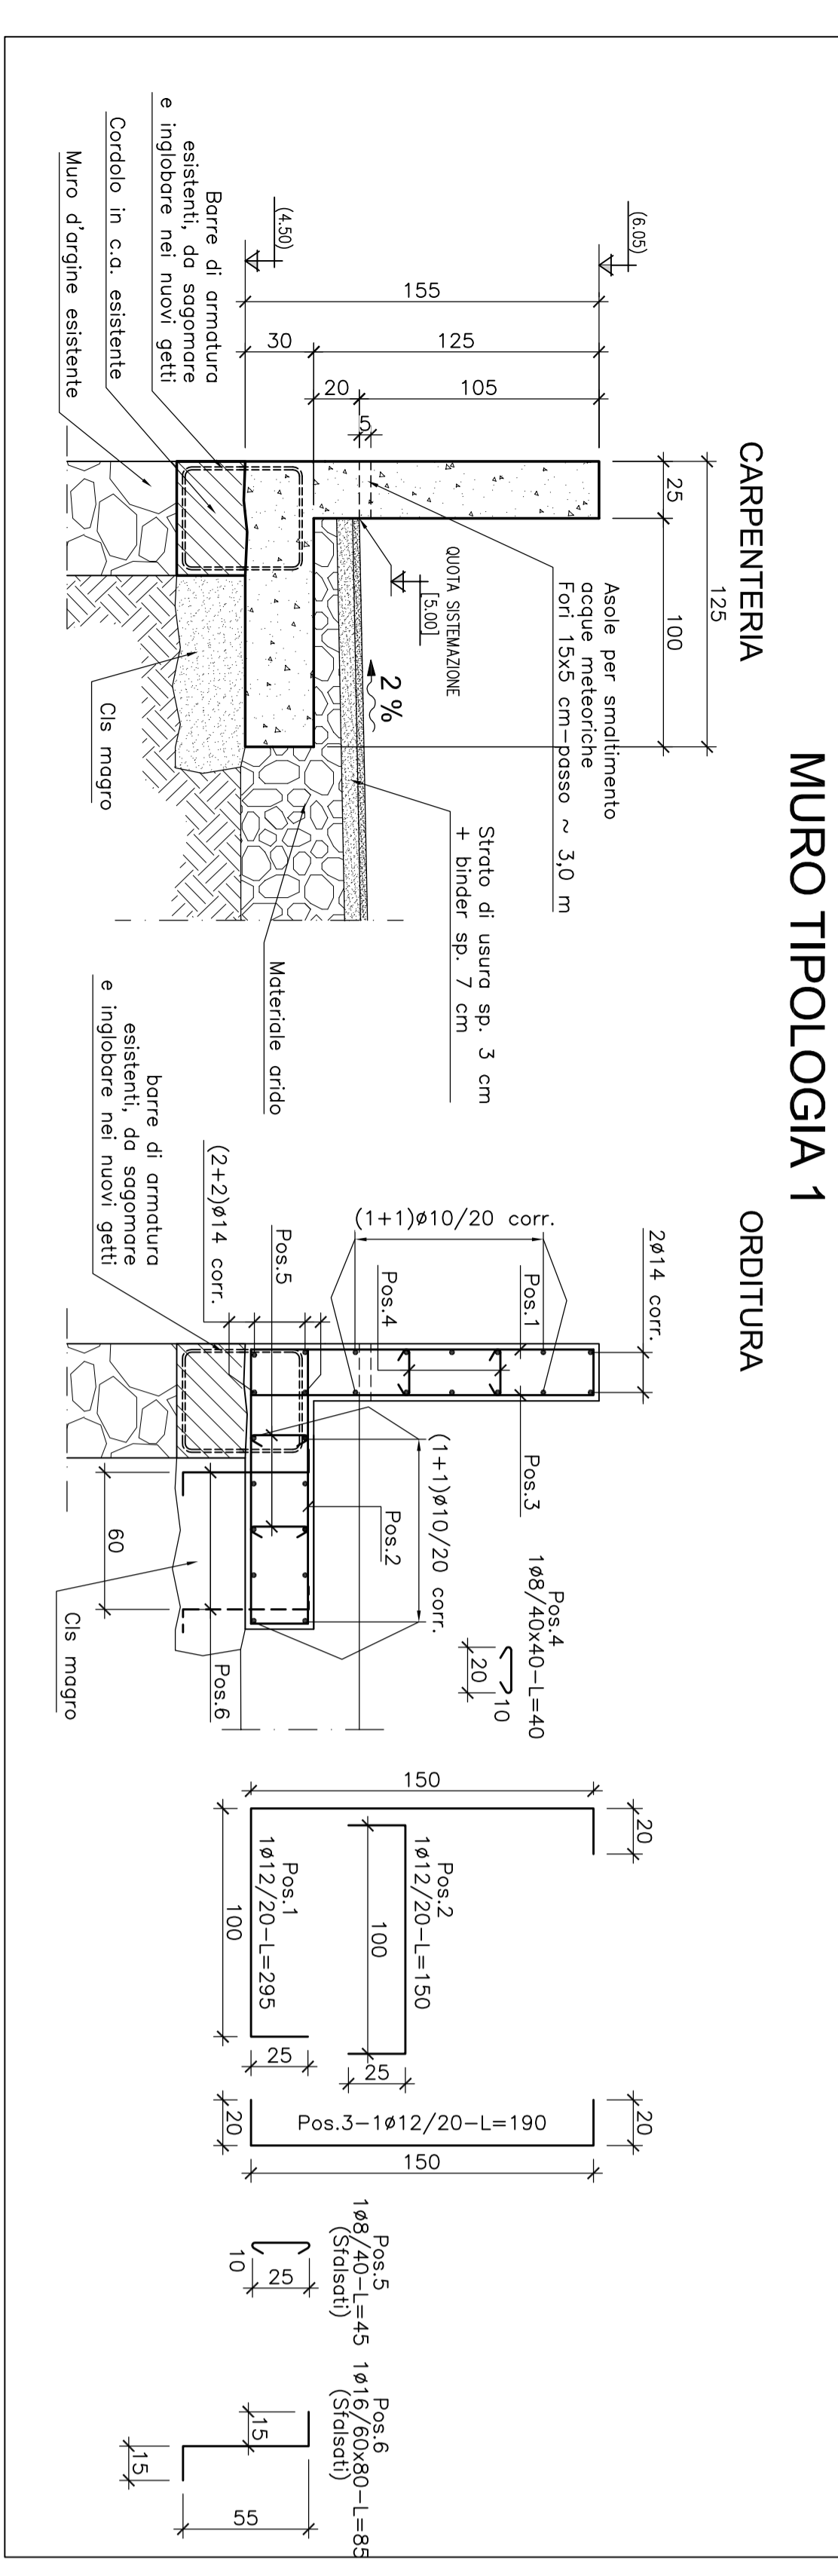 MURO TIPOLOGIA 1
CARPENTERIA
125
25
100
(6.05)
(4.50)
155
30
125
20
105
5
Asole per smaltimento
acque meteoriche
Fori 15x5 cm-passo ~ 3,0 m
QUOTA SISTEMAZIONE
[5.00]
2%
Strato di usura sp. 3 cm
+ binder sp. 7 cm
Barre di armatura
esistenti, da sagomare
e inglobare nei nuovi getti
Cordolo in c.a. esistente
Muro d'argine esistente
Cls magro
Materiale arido
ORDITURA
2ø14 corr.
(1+1)ø10/20 corr.
Pos.1
Pos.4
Pos.3
Pos.5
(2+2)ø14 corr.
(1+1)ø10/20 corr.
Pos.2
barre di armatura
esistenti, da sagomare
e inglobare nei nuovi getti
60
Pos.6
Cls magro
Pos.4
1ø8/40x40-L=40
10
20
150
20
Pos.2
1ø12/20-L=150
100
25
Pos.1
1ø12/20-L=295
100
25
20
Pos.3-1ø12/20-L=190
20
150
Pos.5
1ø8/40-L=45
(Sfalsati)
25
10
Pos.6
1ø16/60x80-L=85
(Sfalsati)
15
15
55